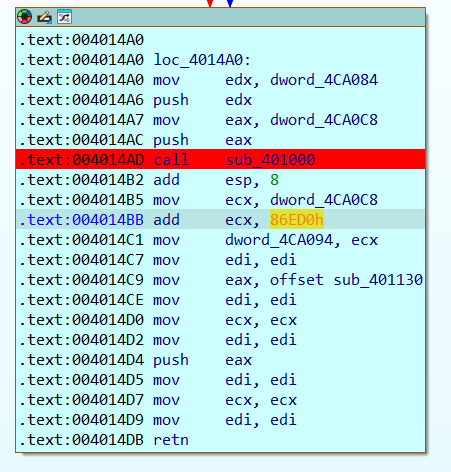 .text:004014A0
.text:004014A0 loc_4014A0:
.text:004014A0 mov edx, dword_4CA084
.text:004014A6 push edx
.text:004014A7 mov eax, dword_4CA0C8
.text:004014AC push eax
.text:004014AD call sub_401000
.text:004014B2 add esp, 8
.text:004014B5 mov ecx, dword_4CA0C8
.text:004014BB add ecx, 86ED0h
.text:004014C1 mov dword_4CA094, ecx
.text:004014C7 mov edi, edi
.text:004014C9 mov eax, offset sub_401130
.text:004014CE mov edi, edi
.text:004014D0 mov ecx, ecx
.text:004014D2 mov edi, edi
.text:004014D4 push eax
.text:004014D5 mov edi, edi
.text:004014D7 mov ecx, ecx
.text:004014D9 mov edi, edi
.text:004014DB retn